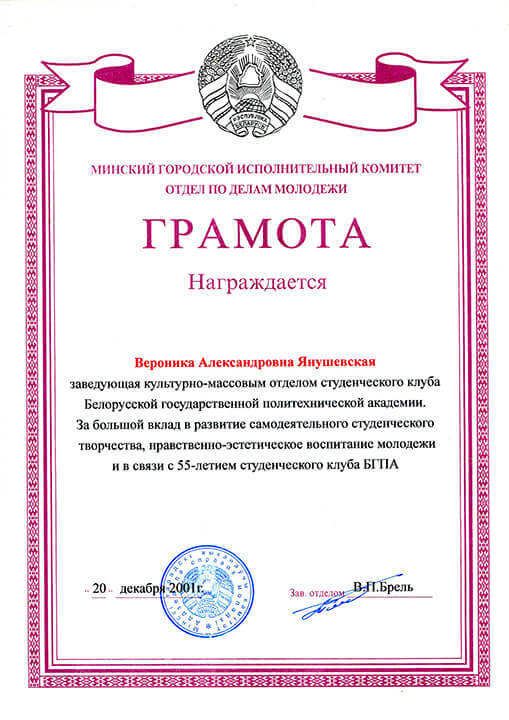 РЭСПУБЛІКА
БЕЛАРУСЬ
МИНСКИЙ ГОРОДСКОЙ ИСПОЛНИТЕЛЬНЫЙ КОМИТЕТ
ОТДЕЛ ПО ДЕЛАМ МОЛОДЕЖИ
ГРАМОТА
Награждается
Вероника Александровна Янушевская
заведующая культурно-массовым отделом студенческого клуба
Белорусской государственной политехнической академии.
За большой вклад в развитие самодеятельного студенческого
творчества, нравственно-эстетическое воспитание молодежи
и в связи с 55-летием студенческого клуба БГПА
" 20 " декабря 2001г.
Зав. отделом В.П.Брель